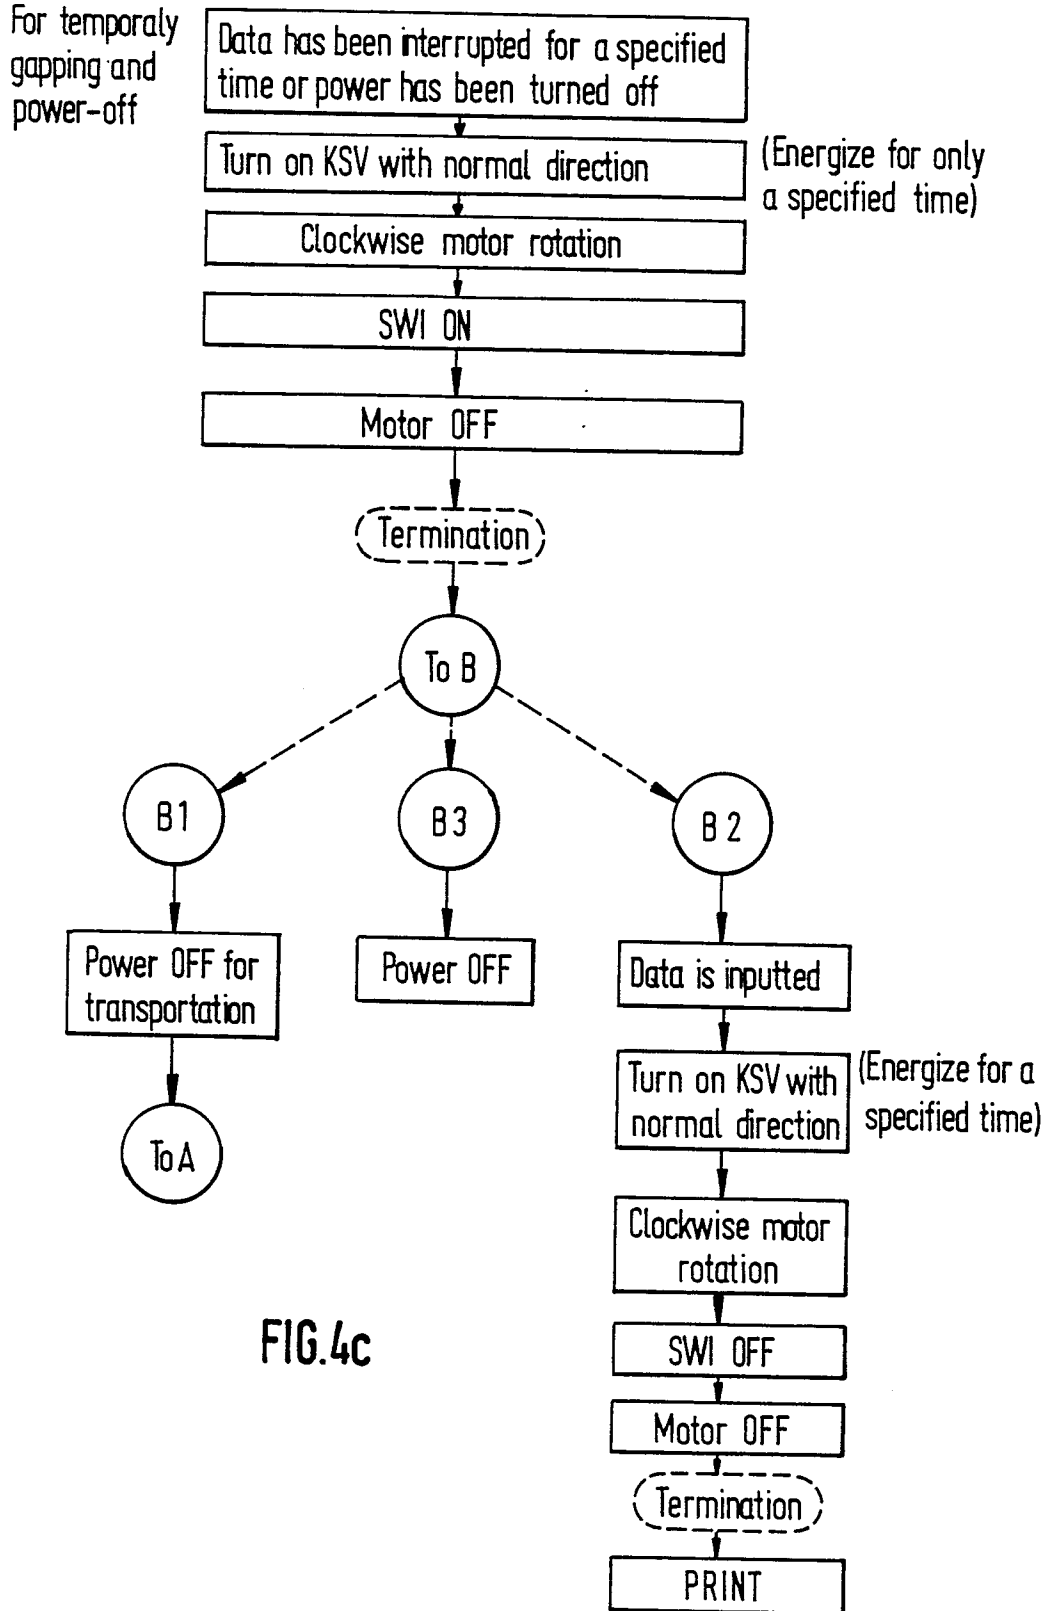 For temporaly
gapping and
power-off
Data has been interrupted for a specified
time or power has been turned off
Turn on KSV with normal direction
(Energize for only
a specified time)
Clockwise motor rotation
SWI ON
Motor OFF
Termination
To B
B1
B3
B2
Power OFF for
transportation
Power OFF
Data is inputted
Turn on KSV with
normal direction
(Energize for a
specified time)
To A
Clockwise motor
rotation
SWI OFF
Motor OFF
Termination
PRINT
FIG.4c